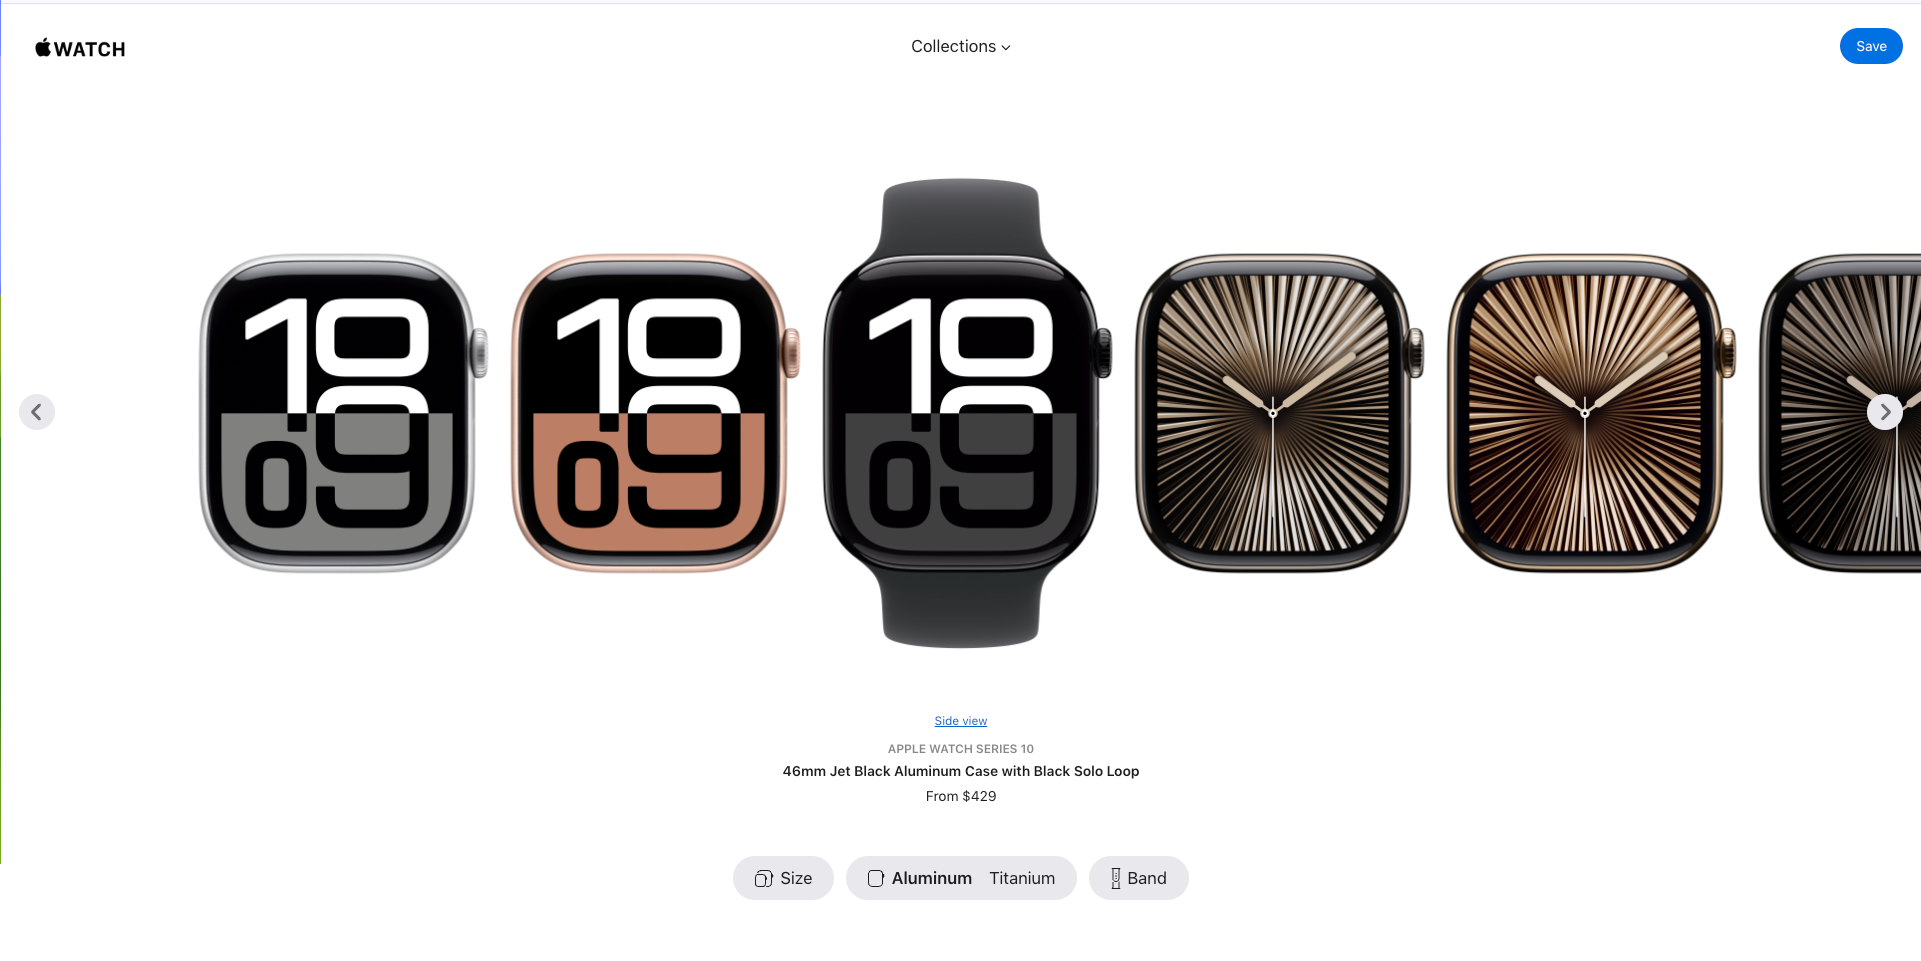 WATCH
Collections
Save
10
09
10
09
10
09
Side view
APPLE WATCH SERIES 10
46mm Jet Black Aluminum Case with Black Solo Loop
From $429
Size
Aluminum Titanium
Band